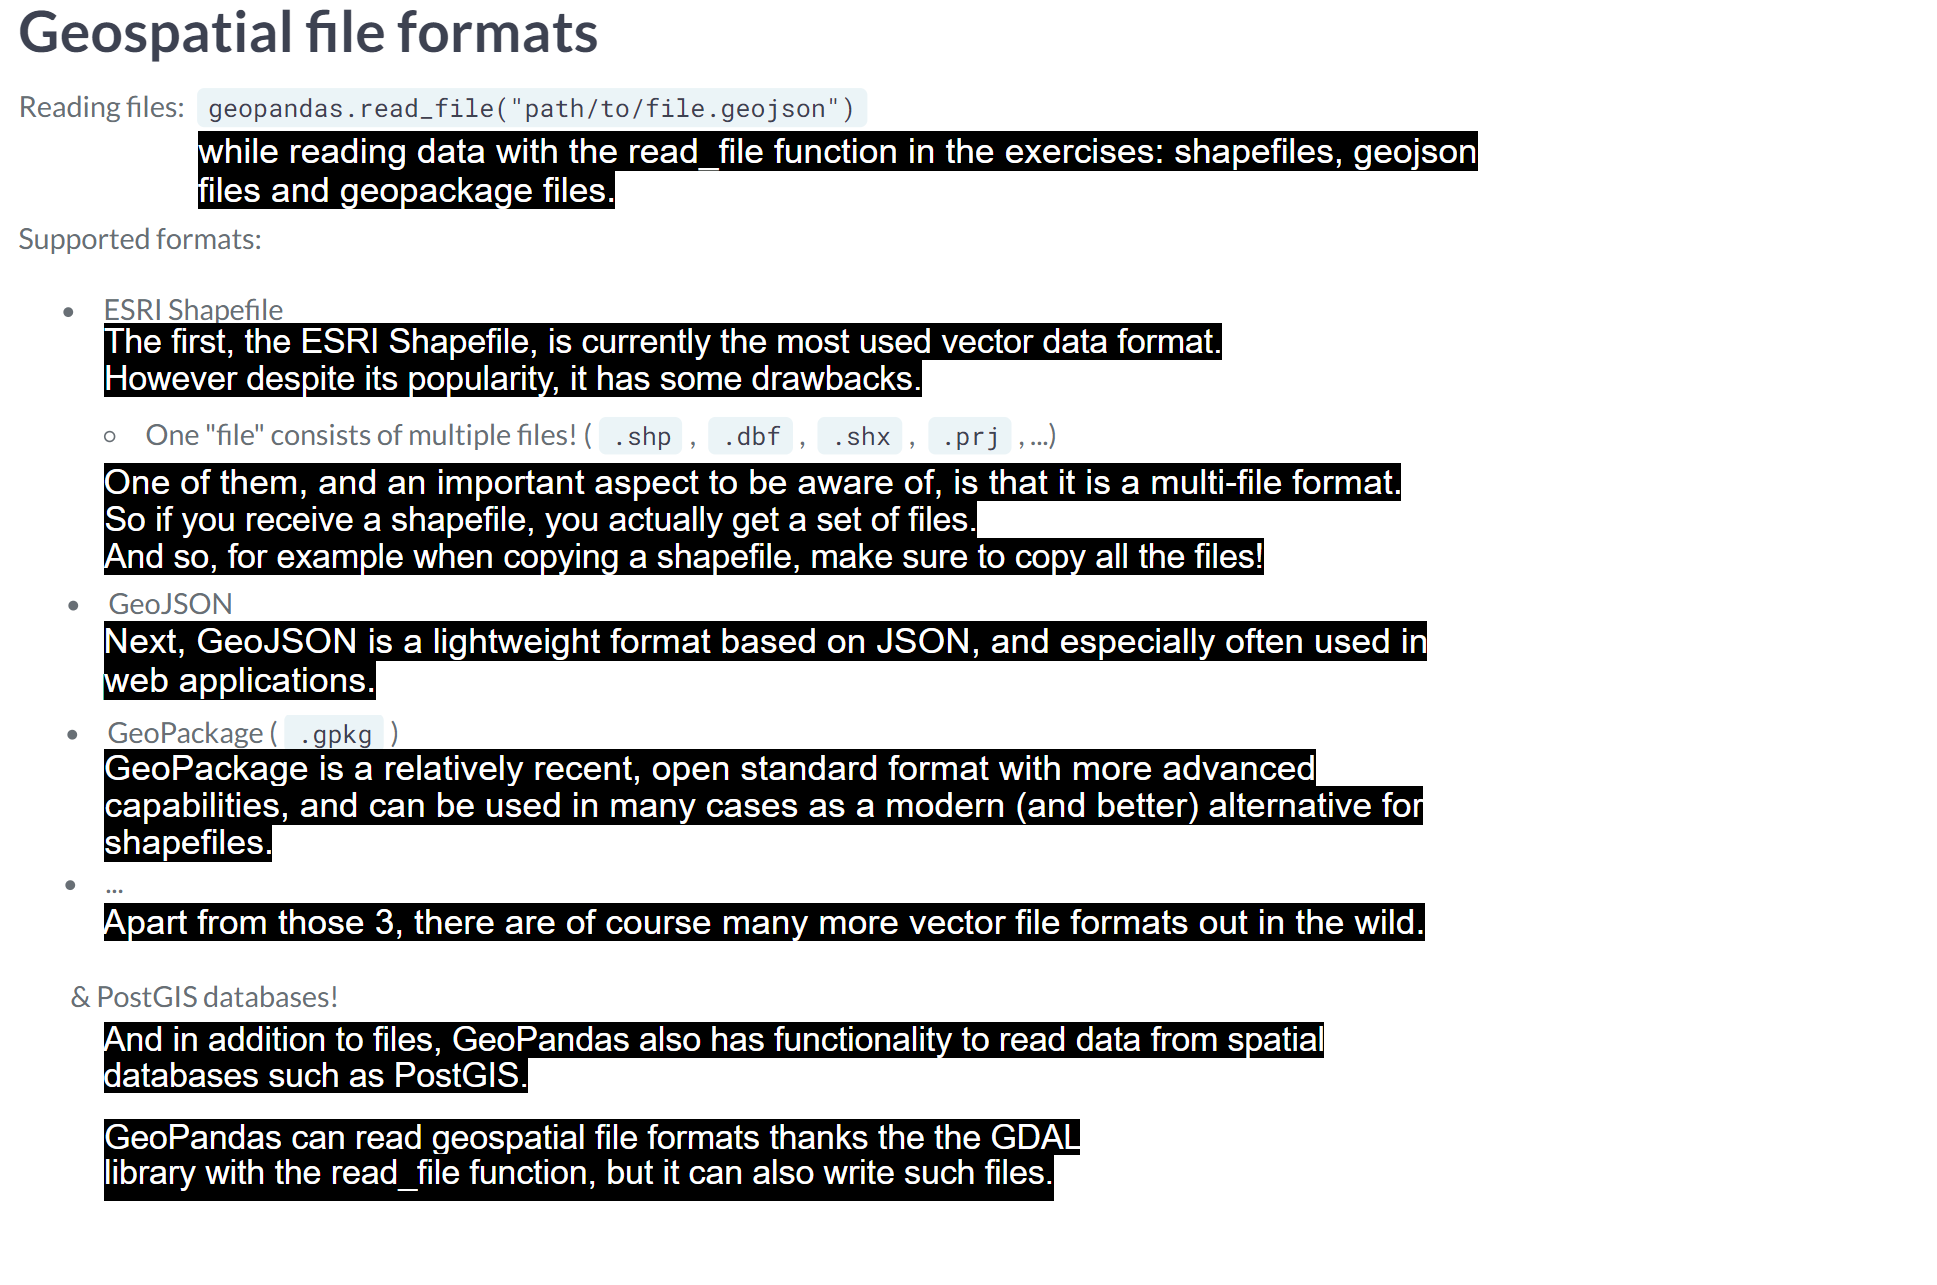 Geospatial file formats
Reading files: geopandas.read_file("path/to/file.geojson")
while reading data with the read_file function in the exercises: shapefiles, geojson
files and geopackage files.
Supported formats:
• ESRI Shapefile
The first, the ESRI Shapefile, is currently the most used vector data format.
However despite its popularity, it has some drawbacks.
○ One "file" consists of multiple files! ( .shp , .dbf , .shx , .prj , ...)
One of them, and an important aspect to be aware of, is that it is a multi-file format.
So if you receive a shapefile, you actually get a set of files.
And so, for example when copying a shapefile, make sure to copy all the files!
• GeoJSON
Next, GeoJSON is a lightweight format based on JSON, and especially often used in
web applications.
• GeoPackage ( .gpkg )
GeoPackage is a relatively recent, open standard format with more advanced
capabilities, and can be used in many cases as a modern (and better) alternative for
shapefiles.
• ...
Apart from those 3, there are of course many more vector file formats out in the wild.
& PostGIS databases!
And in addition to files, GeoPandas also has functionality to read data from spatial
databases such as PostGIS.
GeoPandas can read geospatial file formats thanks the the GDAL
library with the read_file function, but it can also write such files.